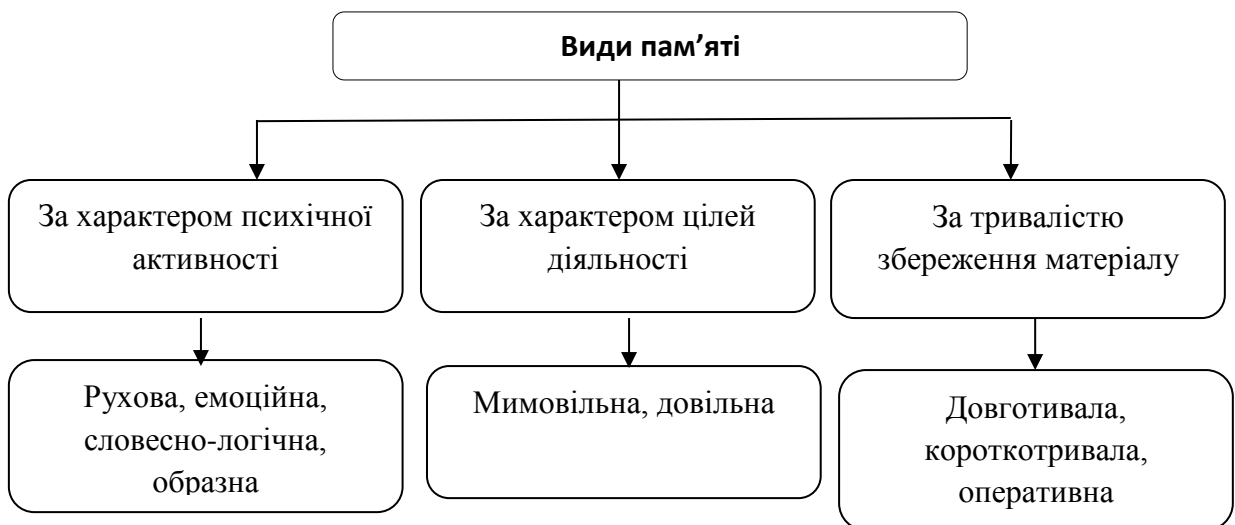 Види пам’яті
За характером психічної
активності
За характером цілей
діяльності
За тривалістю
збереження матеріалу
Рухова, емоційна,
словесно-логічна,
образна
Мимовільна, довільна
Довготивала,
короткотривала,
оперативна